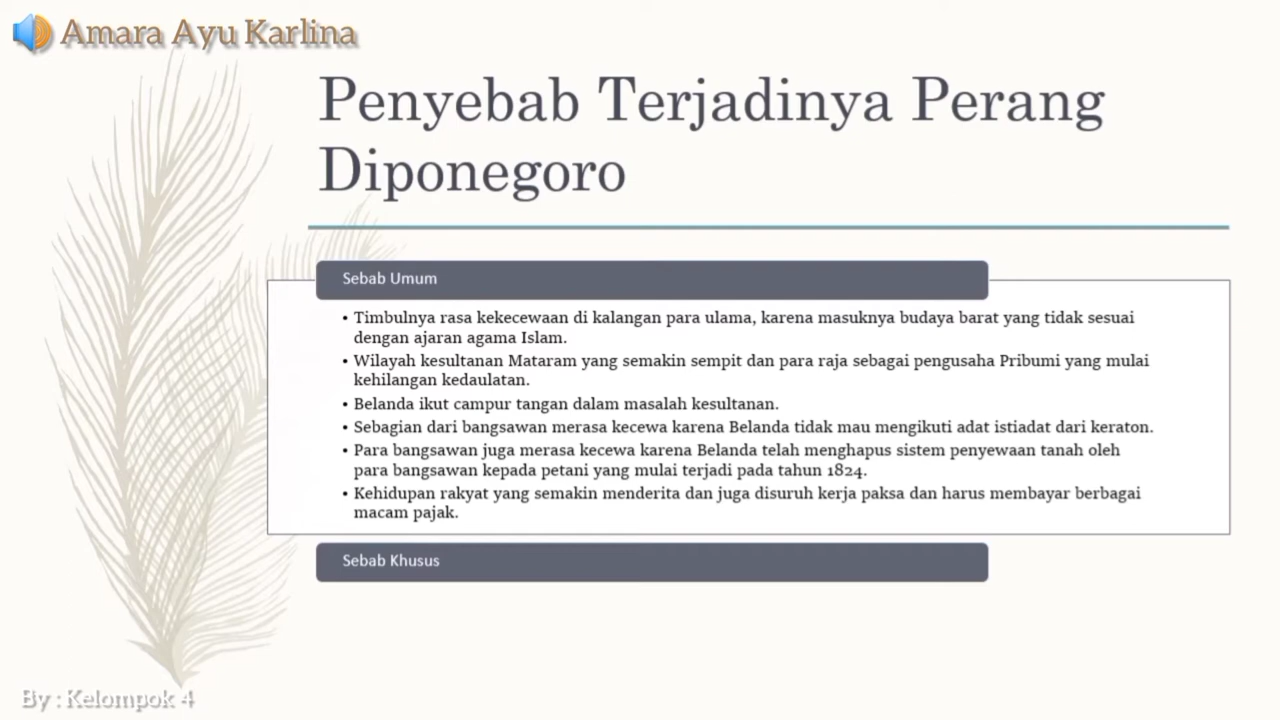 Amara Ayu Karlina
Penyebab Terjadinya Perang
Diponegoro
Sebab Umum
• Timbulnya rasa kekecewaan di kalangan para ulama, karena masuknya budaya barat yang tidak sesuai
dengan ajaran agama Islam.
• Wilayah kesultanan Mataram yang semakin sempit dan para raja sebagai pengusaha Pribumi yang mulai
kehilangan kedaulatan.
• Belanda ikut campur tangan dalam masalah kesultanan.
• Sebagian dari bangsawan merasa kecewa karena Belanda tidak mau mengikuti adat istiadat dari keraton.
• Para bangsawan juga merasa kecewa karena Belanda telah menghapus sistem penyewaan tanah oleh
para bangsawan kepada petani yang mulai terjadi pada tahun 1824.
• Kehidupan rakyat yang semakin menderita dan juga disuruh kerja paksa dan harus membayar berbagai
macam pajak.
Sebab Khusus
By : Kelompok 4